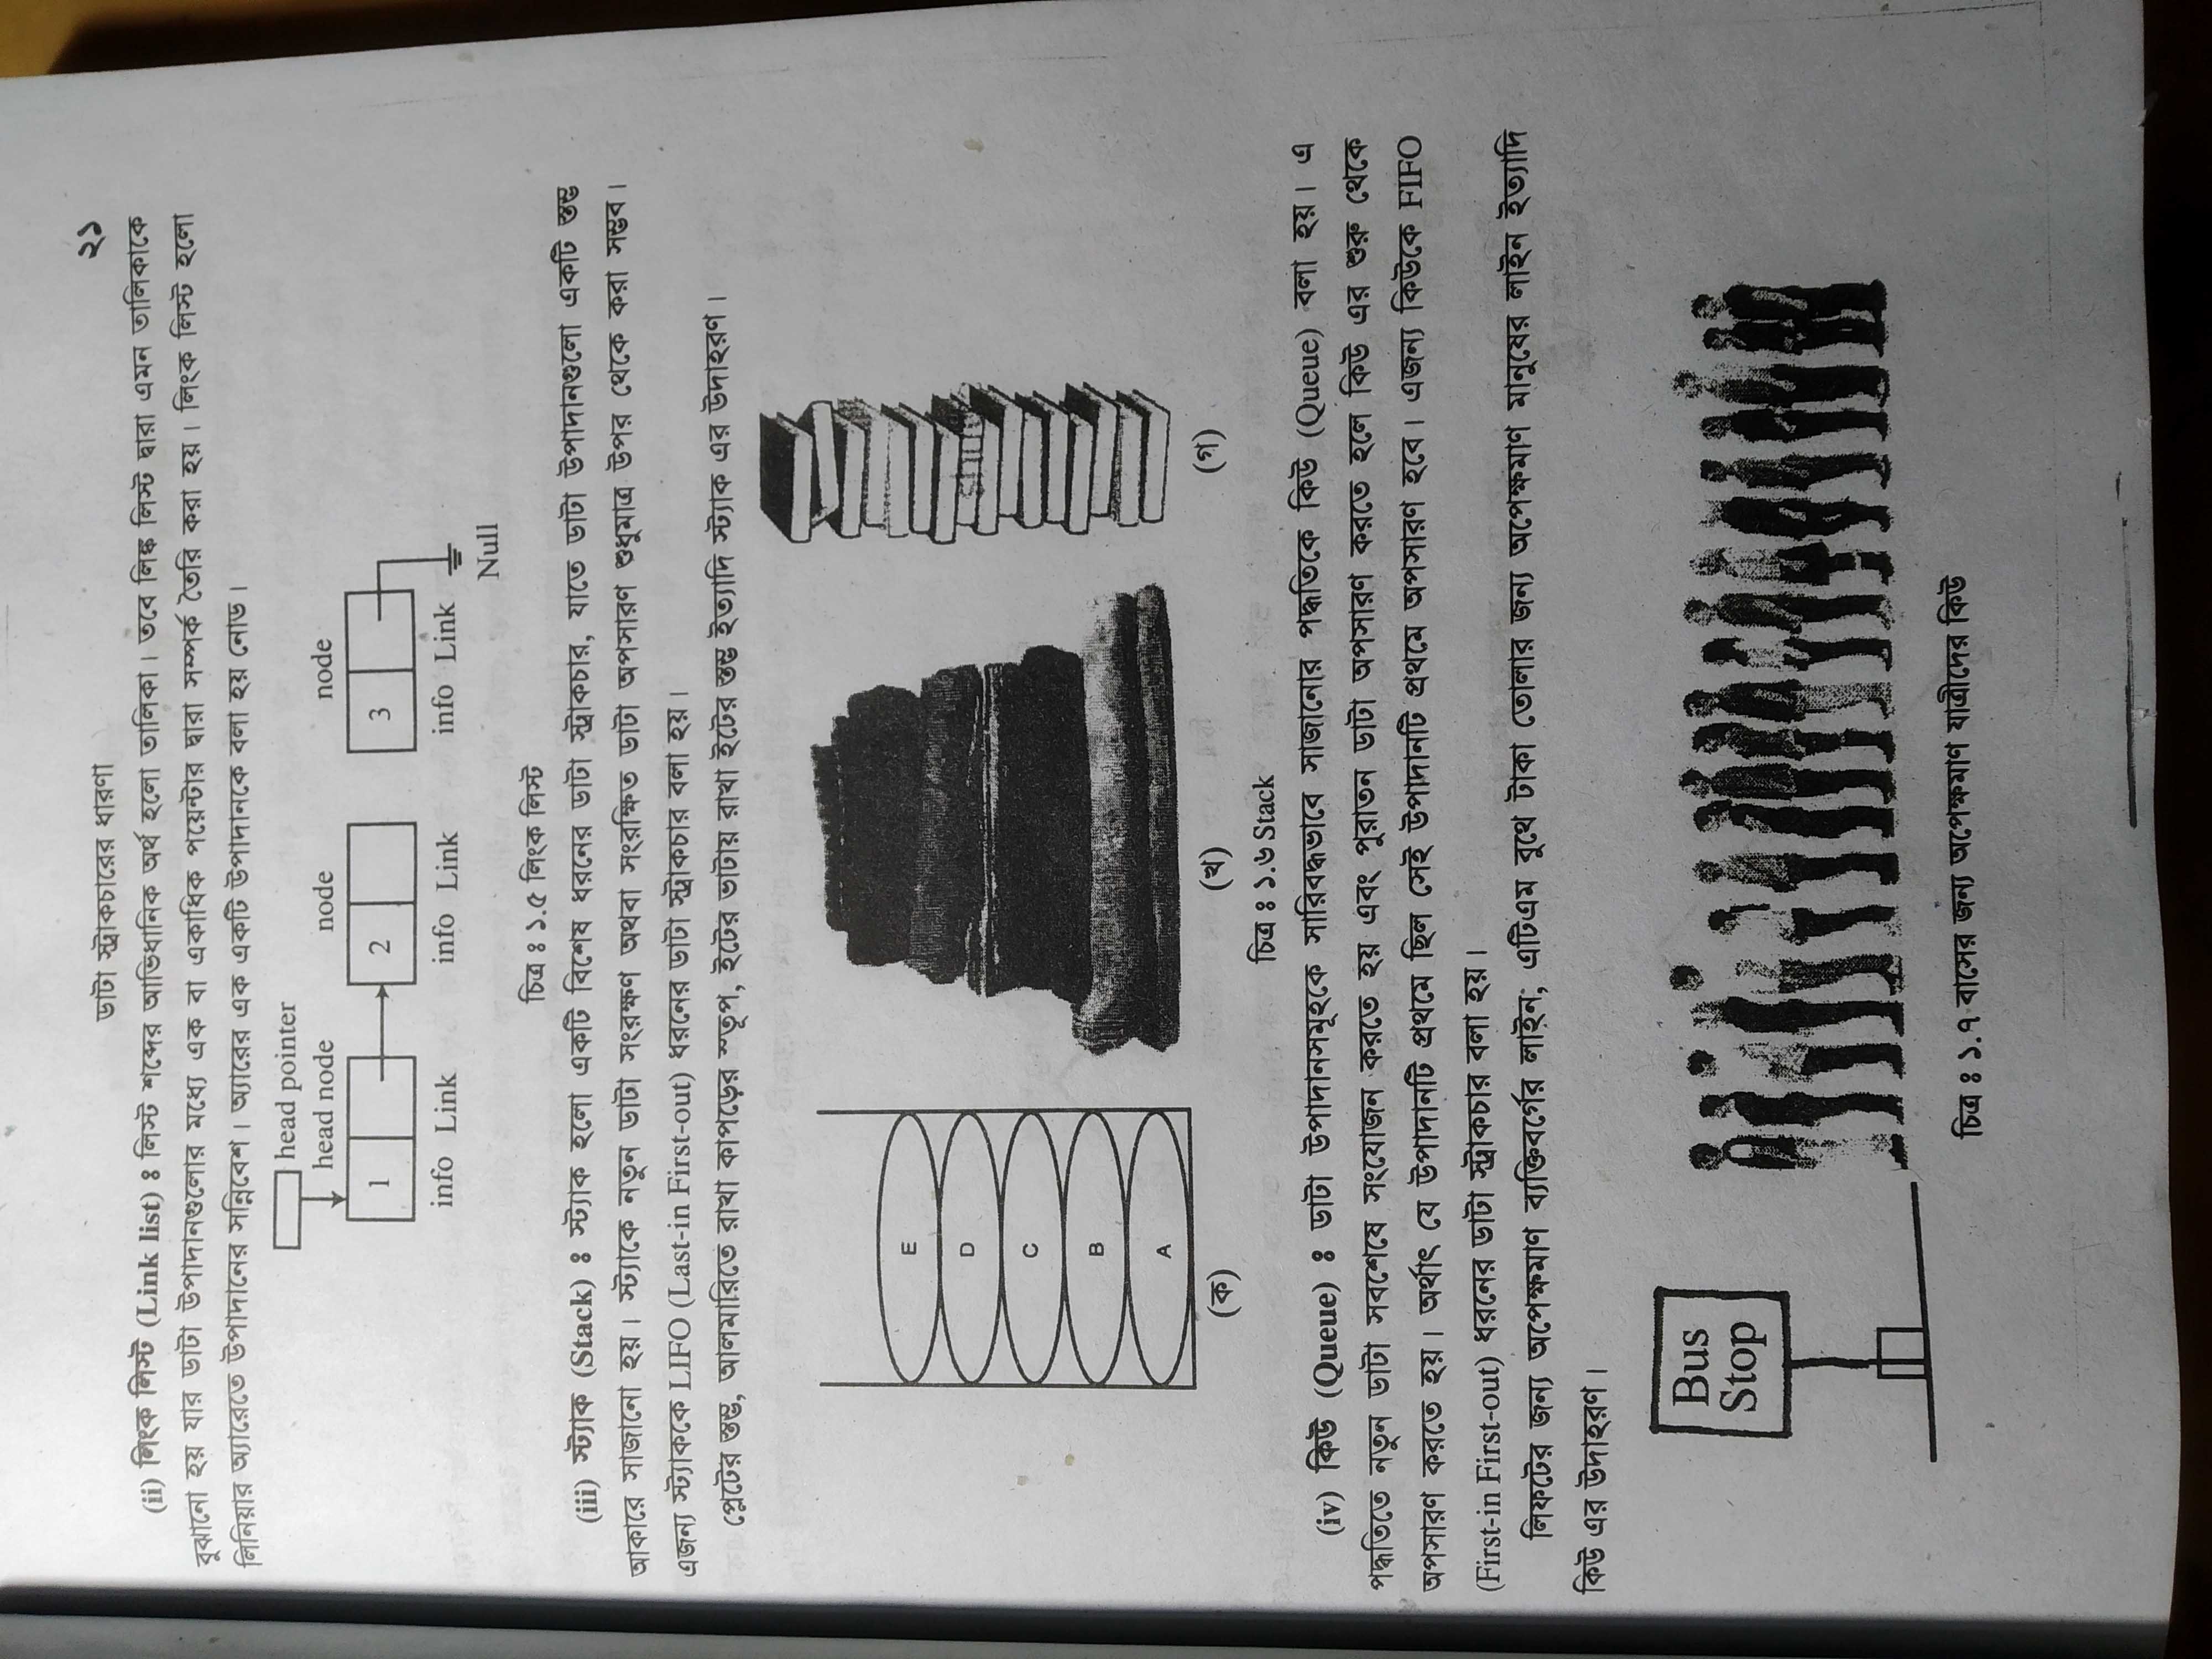 ডাটা স্ট্রাকচারের ধারণা
২১
(ii) লিংক লিস্ট (Link list) ঃ লিস্ট শব্দের আভিধানিক অর্থ হলো তালিকা। তবে লিঙ্ক লিস্ট দ্বারা এমন তালিকাকে
বুঝানো হয় যার ডাটা উপাদানগুলোর মধ্যে এক বা একাধিক পয়েন্টার দ্বারা সম্পর্ক তৈরি করা হয়। লিংক লিস্ট হলো
লিনিয়ার অ্যারেতে উপাদানের সন্নিবেশ। অ্যারের এক একটি উপাদানকে বলা হয় নোড।
head pointer
head node
node
node
1
2
3
info Link
info Link
info Link
Null
চিত্র ঃ ১.৫ লিংক লিস্ট
(iii) স্ট্যাক (Stack) ঃ স্ট্যাক হলো একটি বিশেষ ধরনের ডাটা স্ট্রাকচার, যাতে ডাটা উপাদানগুলো একটি স্তম্ভ
আকারে সাজানো হয়। স্ট্যাকে নতুন ডাটা সংরক্ষণ অথবা সংরক্ষিত ডাটা অপসারণ শুধুমাত্র উপর থেকে করা সম্ভব।
এজন্য স্ট্যাককে LIFO (Last-in First-out) ধরনের ডাটা স্ট্রাকচার বলা হয়।
প্লেটের স্তম্ভ, আলমারিতে রাখা কাপড়ের স্তূপ, ইটের ভাটায় রাখা ইটের স্তম্ভ ইত্যাদি স্ট্যাক এর উদাহরণ।
E
D
C
B
A
(ক)
(খ)
(গ)
চিত্র ঃ ১.৬ Stack
(iv) কিউ (Queue) ঃ ডাটা উপাদানসমূহকে সারিবদ্ধভাবে সাজানোর পদ্ধতিকে কিউ (Queue) বলা হয়। এ
পদ্ধতিতে নতুন ডাটা সবশেষে সংযোজন করতে হয় এবং পুরাতন ডাটা অপসারণ করতে হলে কিউ এর শুরু থেকে
অপসারণ করতে হয়। অর্থাৎ যে উপাদানটি প্রথমে ছিল সেই উপাদানটি প্রথমে অপসারণ হবে। এজন্য কিউকে FIFO
(First-in First-out) ধরনের ডাটা স্ট্রাকচার বলা হয়।
লিফটের জন্য অপেক্ষমাণ ব্যক্তিবর্গের লাইন; এটিএম বুথে টাকা তোলার জন্য অপেক্ষমাণ মানুষের লাইন ইত্যাদি
কিউ এর উদাহরণ।
Bus
Stop
চিত্র ঃ ১.৭ বাসের জন্য অপেক্ষমাণ যাত্রীদের কিউ